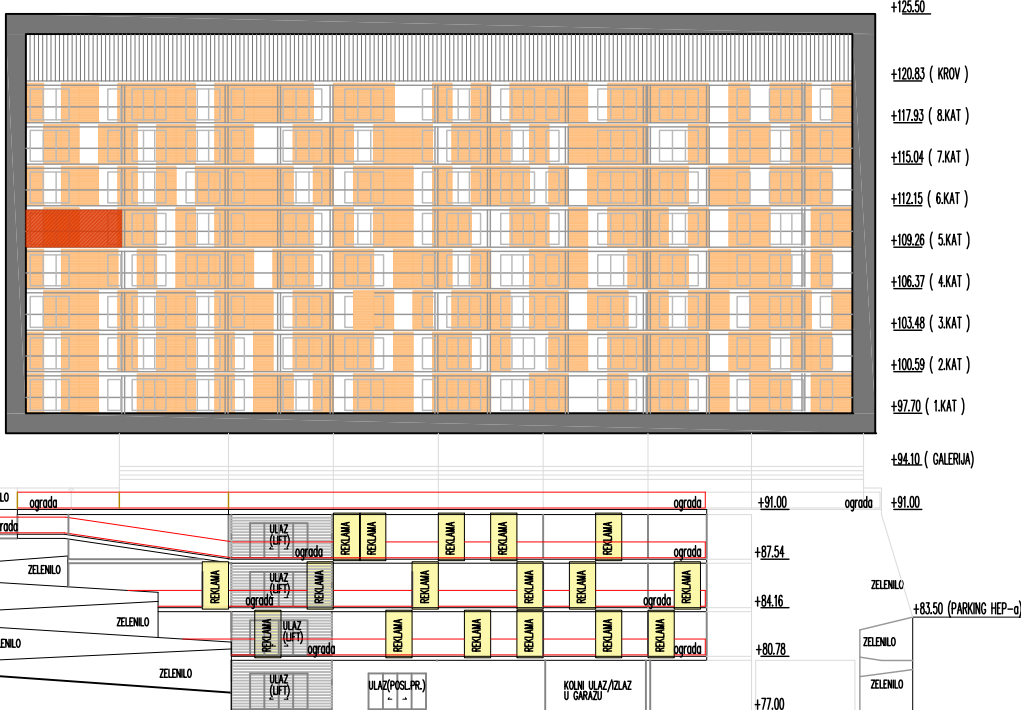 +125.50
+120.83 ( KROV )
+117.93 ( 8.KAT )
+115.04 ( 7.KAT )
+112.15 ( 6.KAT )
+109.26 ( 5.KAT )
+106.37 ( 4.KAT )
+103.48 ( 3.KAT )
+100.59 ( 2.KAT )
+97.70 ( 1.KAT )
+94.10 ( GALERIJA)
LO ograda ograda +91.00 ograda +91.00
rada
ULAZ
(LIFT)
REKLAMA
REKLAMA
REKLAMA
REKLAMA
REKLAMA
ograda ograda +87.54
ZELENILO
REKLAMA
ULAZ
(LIFT)
REKLAMA
REKLAMA
REKLAMA
REKLAMA
REKLAMA
ZELENILO
ograda ograda +84.16
+83.50 (PARKING HEP-a)
ZELENILO
REKLAMA
ULAZ
(LIFT)
REKLAMA
REKLAMA
REKLAMA
REKLAMA
REKLAMA
ENILO
ZELENILO
ograda ograda +80.78
ZELENILO
ULAZ
(LIFT)
ULAZ(POSL.PR.)
KOLNI ULAZ/IZLAZ
U GARAZU
ZELENILO
+77.00